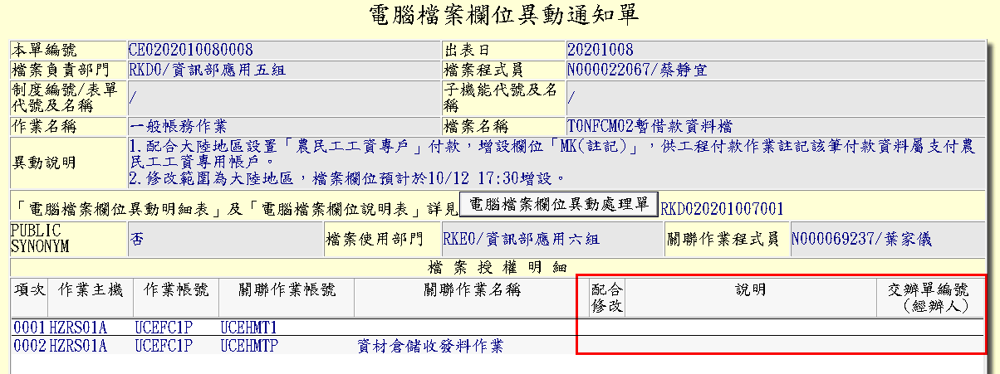 電腦檔案欄位異動通知單
本單編號 CE0202010080008 出表日 20201008
檔案負責部門 RKD0/資訊部應用五組 檔案程式員 N000022067/蔡靜宜
制度編號/表單代號及名稱 / 子機能代號及名稱 /
作業名稱 一般帳務作業 檔案名稱 T0NFCM02暫借款資料檔
異動說明 1.配合大陸地區設置「農民工工資專戶」付款，增設欄位「MK(註記)」，供工程付款作業註記該筆付款資料屬支付農
民工工資專用帳戶。
2.修改範圍為大陸地區，檔案欄位預計於10/12 17:30增設。
「電腦檔案欄位異動明細表」及「電腦檔案欄位說明表」詳見 電腦檔案欄位異動處理單 RKD020201007001
PUBLIC SYNONYM 否 檔案使用部門 RKE0/資訊部應用六組 關聯作業程式員 N000069237/葉家儀
檔 案 授 權 明 細
項次 作業主機 作業帳號 關聯作業帳號 關聯作業名稱 配合修改 說明 交辦單編號(經辦人)
0001 HZRS01A UCEFC1P UCEHMT1
0002 HZRS01A UCEFC1P UCEHMTP 資材倉儲收發料作業